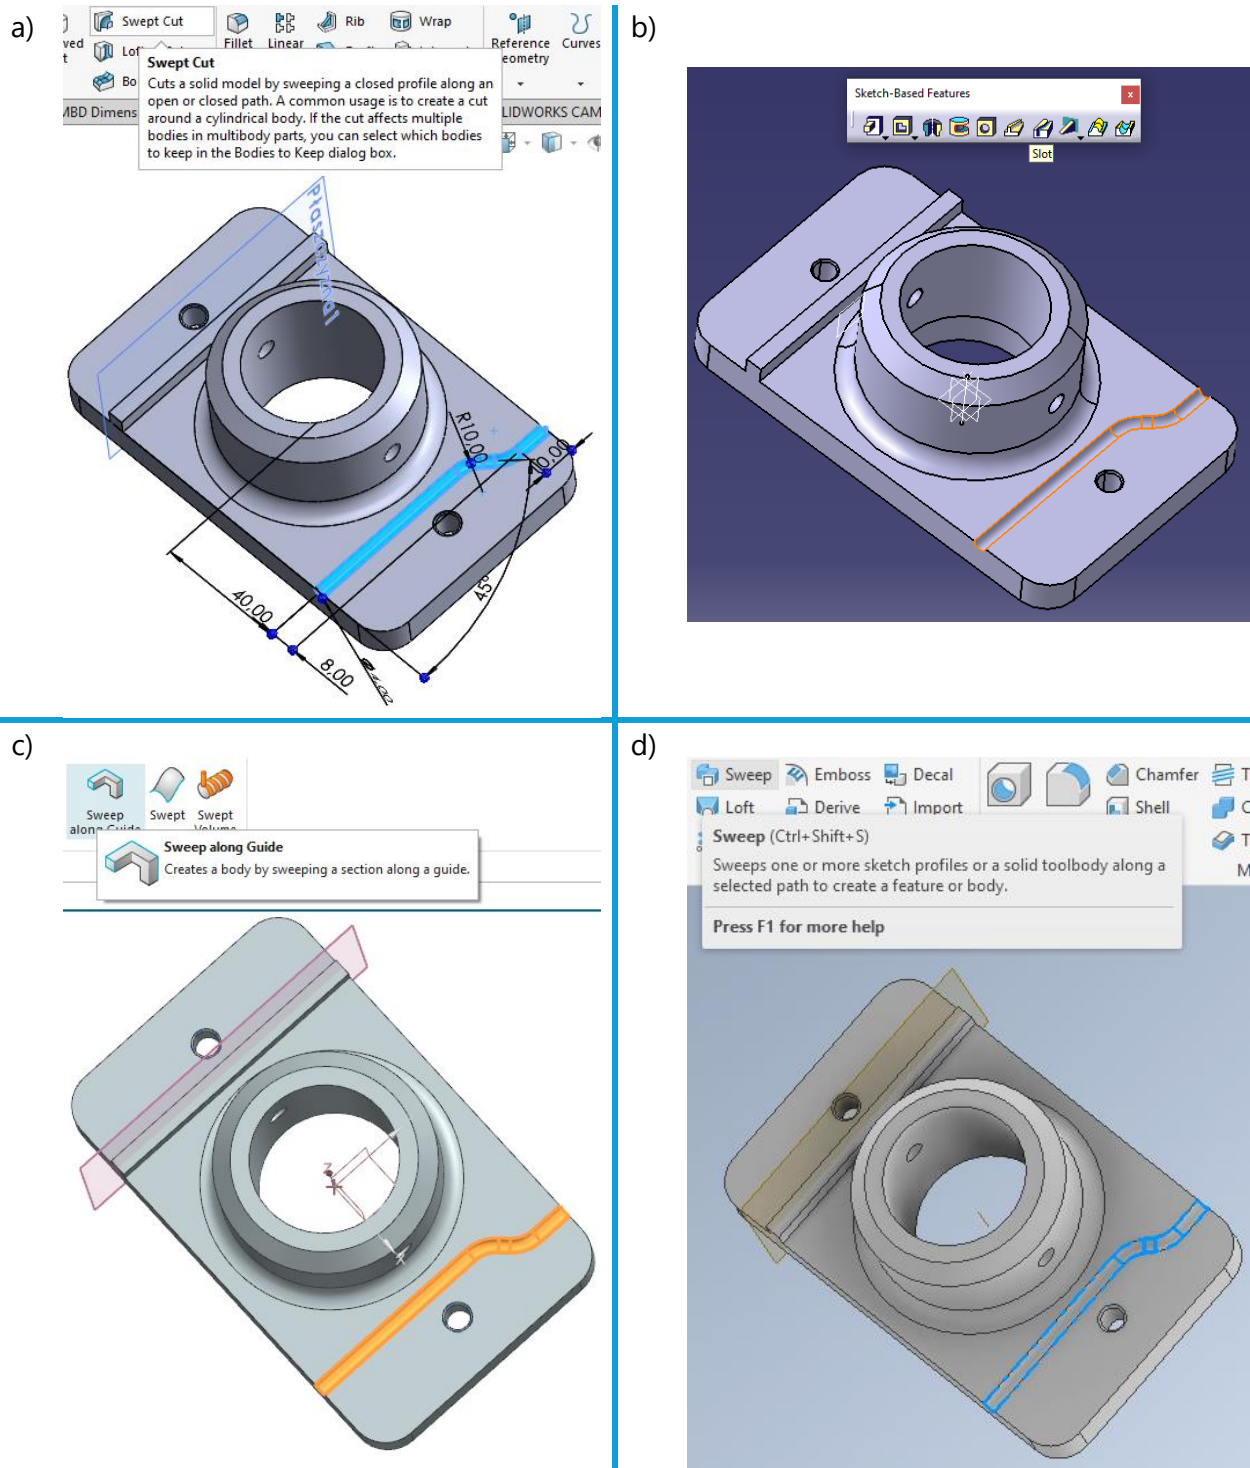 a)
Swept Cut
Rib
Wrap
ved
Fillet
Linear
Reference
Curves
Lof
t
eometry
Bo
Swept Cut
Cuts a solid model by sweeping a closed profile along an
open or closed path. A common usage is to create a cut
around a cylindrical body. If the cut affects multiple
bodies in multibody parts, you can select which bodies
to keep in the Bodies to Keep dialog box.
MBD Dimens
LIDWORKS CAM
Płaszczyzna1
R10,00
10,00
45°
40,00
8,00
b)
Sketch-Based Features
x
Slot
c)
Sweep
along Guide
Swept
Swept
Volume
Sweep along Guide
Creates a body by sweeping a section along a guide.
Z
X
d)
Sweep
Emboss
Decal
Chamfer
T
Loft
Derive
Import
Shell
C
Sweep (Ctrl+Shift+S)
T
Sweeps one or more sketch profiles or a solid toolbody along a
selected path to create a feature or body.
M
Press F1 for more help